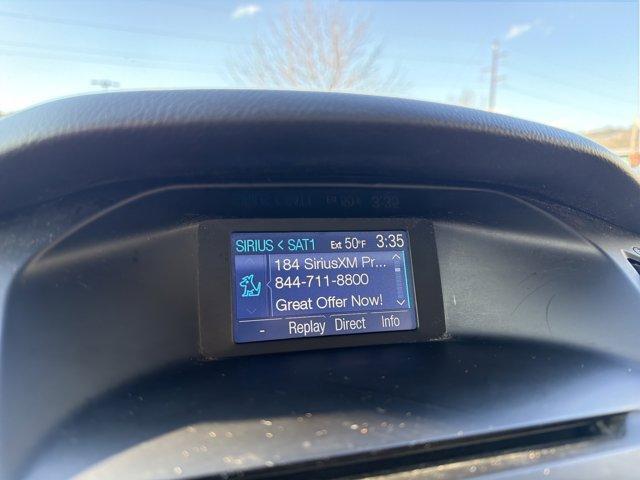 SIRIUS < SAT1 Ext 50°F 3:35
184 SiriusXM Pr...
844-711-8800
Great Offer Now!
- Replay Direct Info